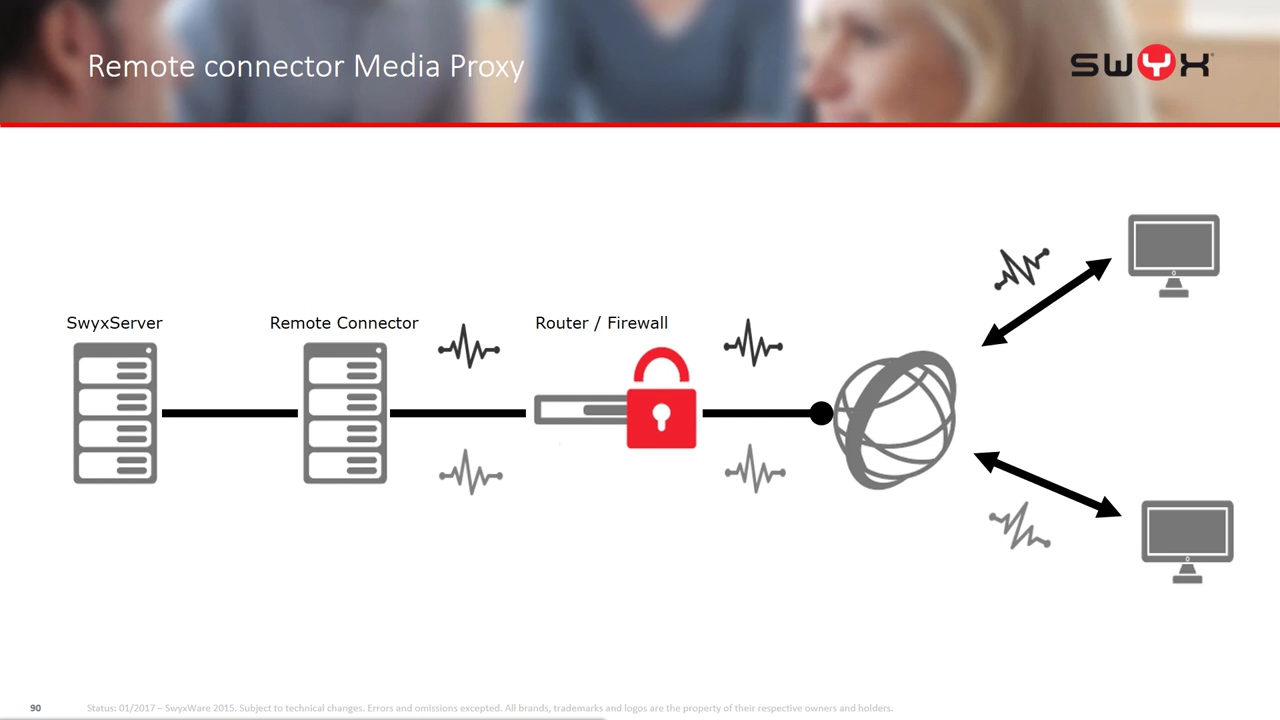 Remote connector Media Proxy
SWYX
SwyxServer
Remote Connector
Router / Firewall
90
Status: 01/2017 – SwyxWare 2015. Subject to technical changes. Errors and omissions excepted. All brands, trademarks and logos are the property of their respective owners and holders.